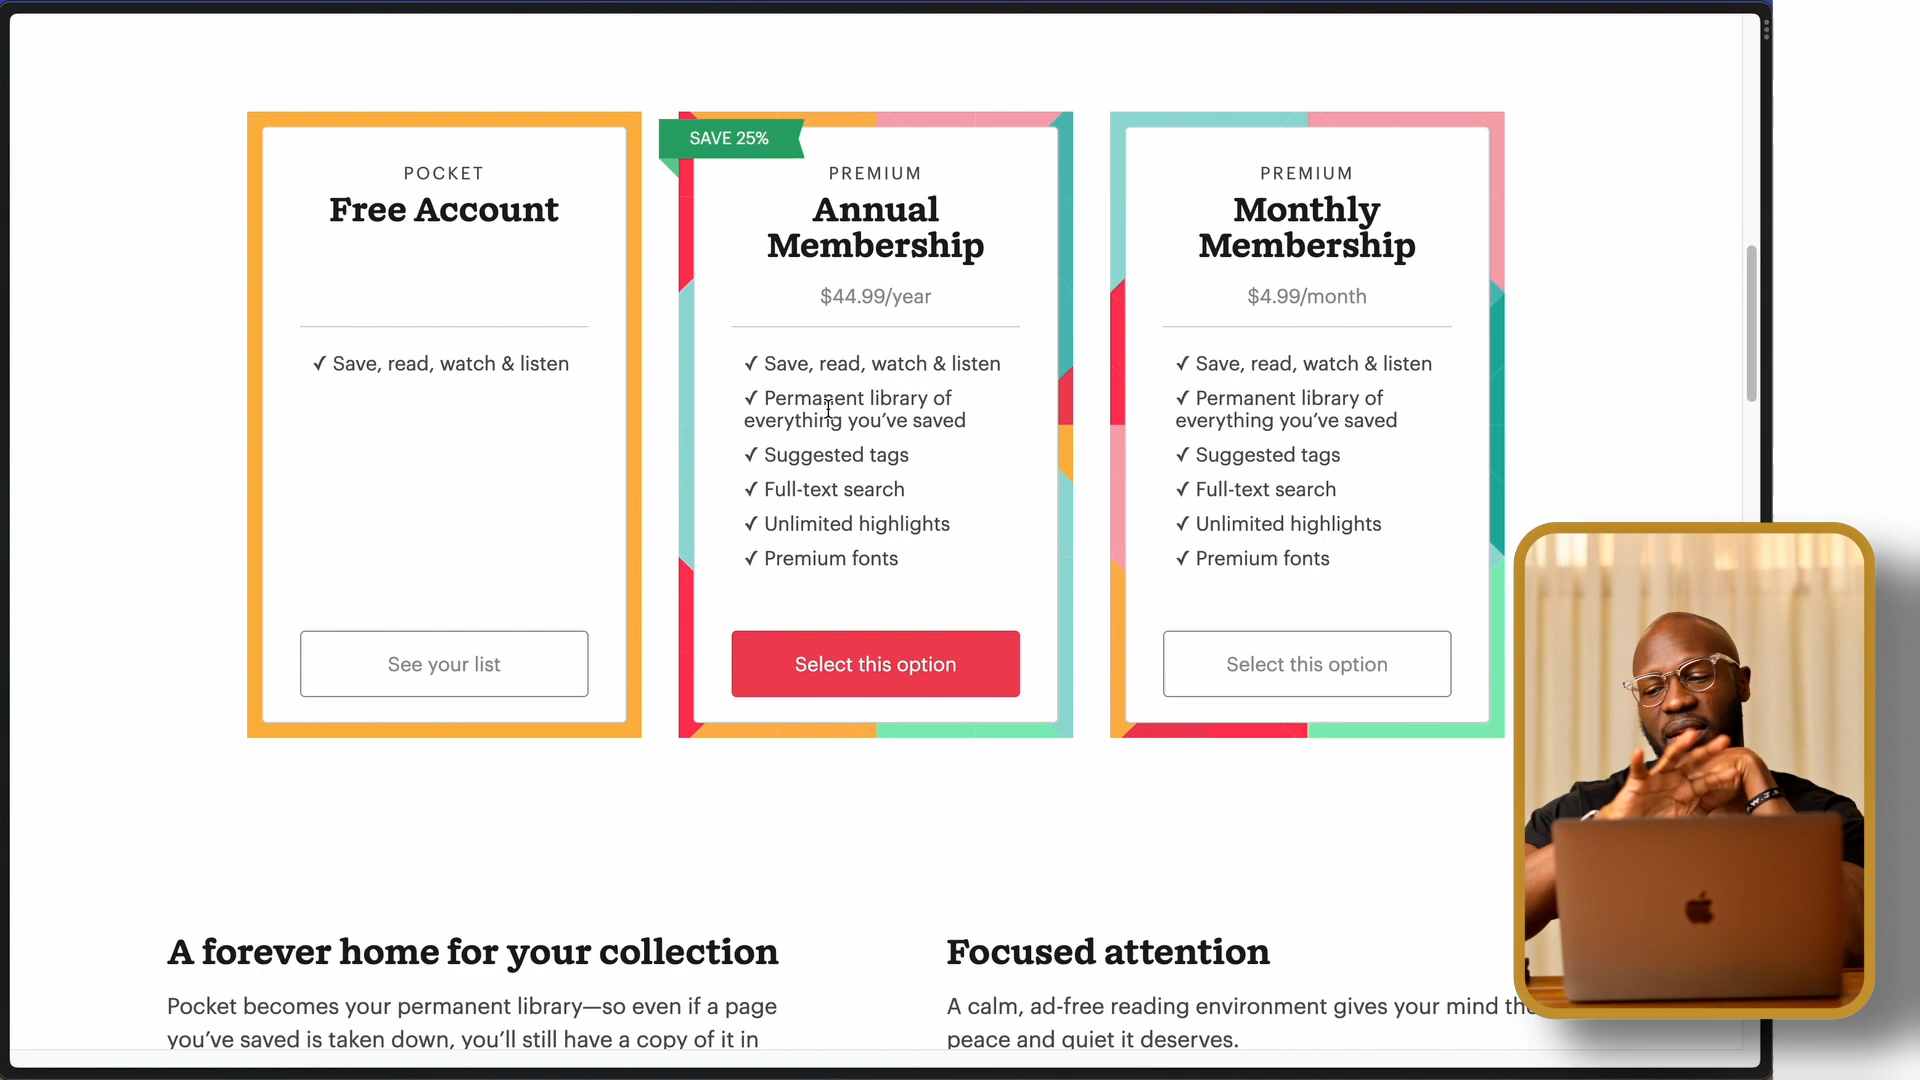 POCKET
Free Account
✓ Save, read, watch & listen
See your list
SAVE 25%
PREMIUM
Annual
Membership
$44.99/year
✓ Save, read, watch & listen
✓ Permanent library of
everything you’ve saved
✓ Suggested tags
✓ Full-text search
✓ Unlimited highlights
✓ Premium fonts
Select this option
PREMIUM
Monthly
Membership
$4.99/month
✓ Save, read, watch & listen
✓ Permanent library of
everything you’ve saved
✓ Suggested tags
✓ Full-text search
✓ Unlimited highlights
✓ Premium fonts
Select this option
A forever home for your collection
Pocket becomes your permanent library—so even if a page
you’ve saved is taken down, you’ll still have a copy of it in
Focused attention
A calm, ad-free reading environment gives your mind
peace and quiet it deserves.